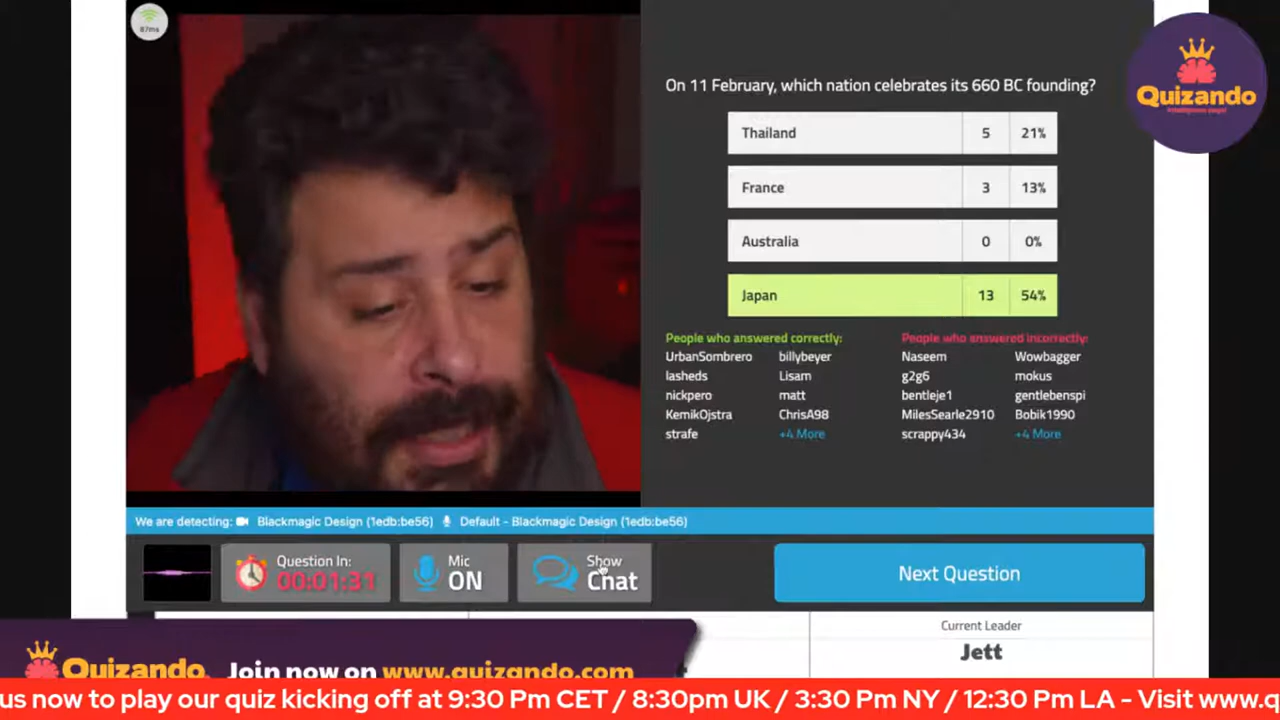 87ms
On 11 February, which nation celebrates its 660 BC founding?
Quizando
Thailand 5 21%
France 3 13%
Australia 0 0%
Japan 13 54%
People who answered correctly:
UrbanSombrero billybeyer
lasheds Lisam
nickpero matt
KemikOjstra ChrisA98
strafe +4 More
People who answered incorrectly:
Naseem Wowbagger
g2g6 mokus
bentleje1 gentlebenspi
MilesSearle2910 Bobik1990
scrappy434 +4 More
We are detecting: Blackmagic Design (1edb:be56) Default - Blackmagic Design (1edb:be56)
Question In:
00:01:31
Mic
ON
Show
Chat
Next Question
Current Leader
Jett
Quizando Join now on www.quizando.com
us now to play our quiz kicking off at 9:30 Pm CET / 8:30pm UK / 3:30 Pm NY / 12:30 Pm LA - Visit www.q